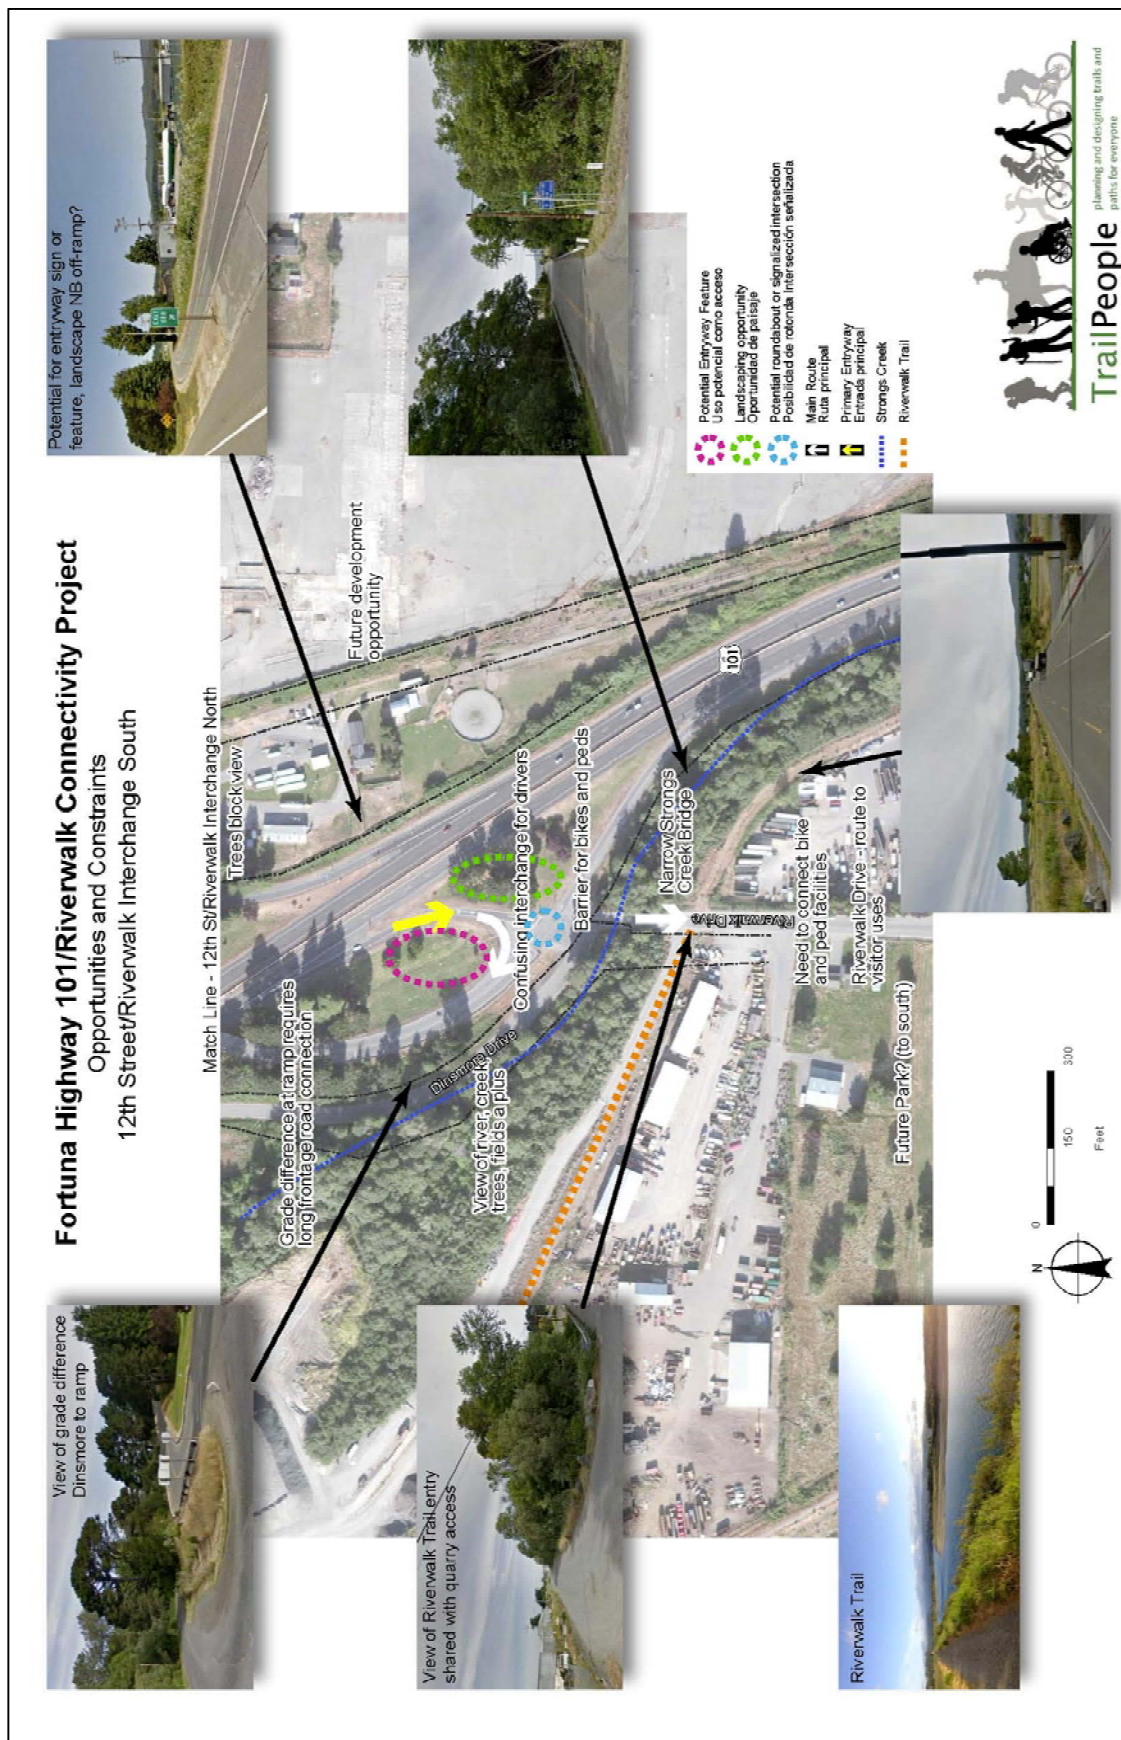 Fortuna Highway 101/Riverwalk Connectivity Project
Opportunities and Constraints
12th Street/Riverwalk Interchange South
View of grade difference
Dinsmore to ramp
Potential for entryway sign or
feature, landscape NB off-ramp?
Match Line - 12th St/Riverwalk Interchange North
Trees block view
Grade difference at ramp requires
long frontage road connection
Future development
opportunity
Dinsmore Drive
View of river, creek,
trees, fields a plus
Confusing interchange for drivers
Barrier for bikes and peds
101
View of Riverwalk Trail entry
shared with quarry access
Narrow Strongs
Creek Bridge
Riverwalk Drive
Need to connect bike
and ped facilities
Riverwalk Drive - route to
visitor uses
Future Park? (to south)
Riverwalk Trail
Potential Entryway Feature
Uso potencial como acceso
Landscaping opportunity
Oportunidad de paisaje
Potential roundabout or signalized intersection
Posibilidad de rotonda Intersección señalizada
Main Route
Ruta principal
Primary Entryway
Entrada principal
Strongs Creek
Riverwalk Trail
N
0 150 300
Feet
TrailPeople
planning and designing trails and
paths for everyone